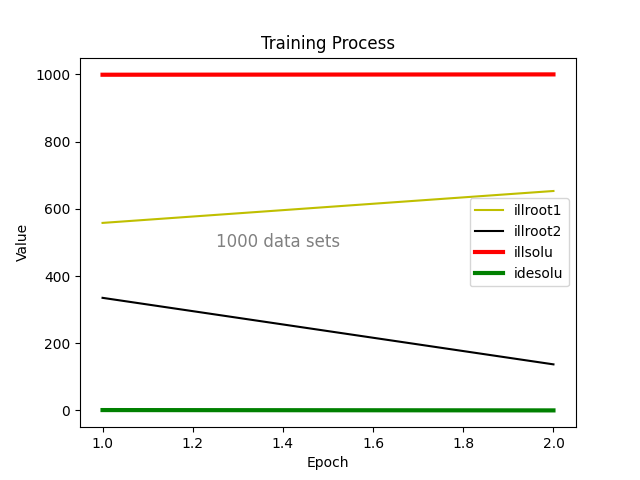 Training Process
1000
800
600
400
200
0
Value
1000 data sets
illroot1
illroot2
illsolu
idesolu
1.0 1.2 1.4 1.6 1.8 2.0
Epoch